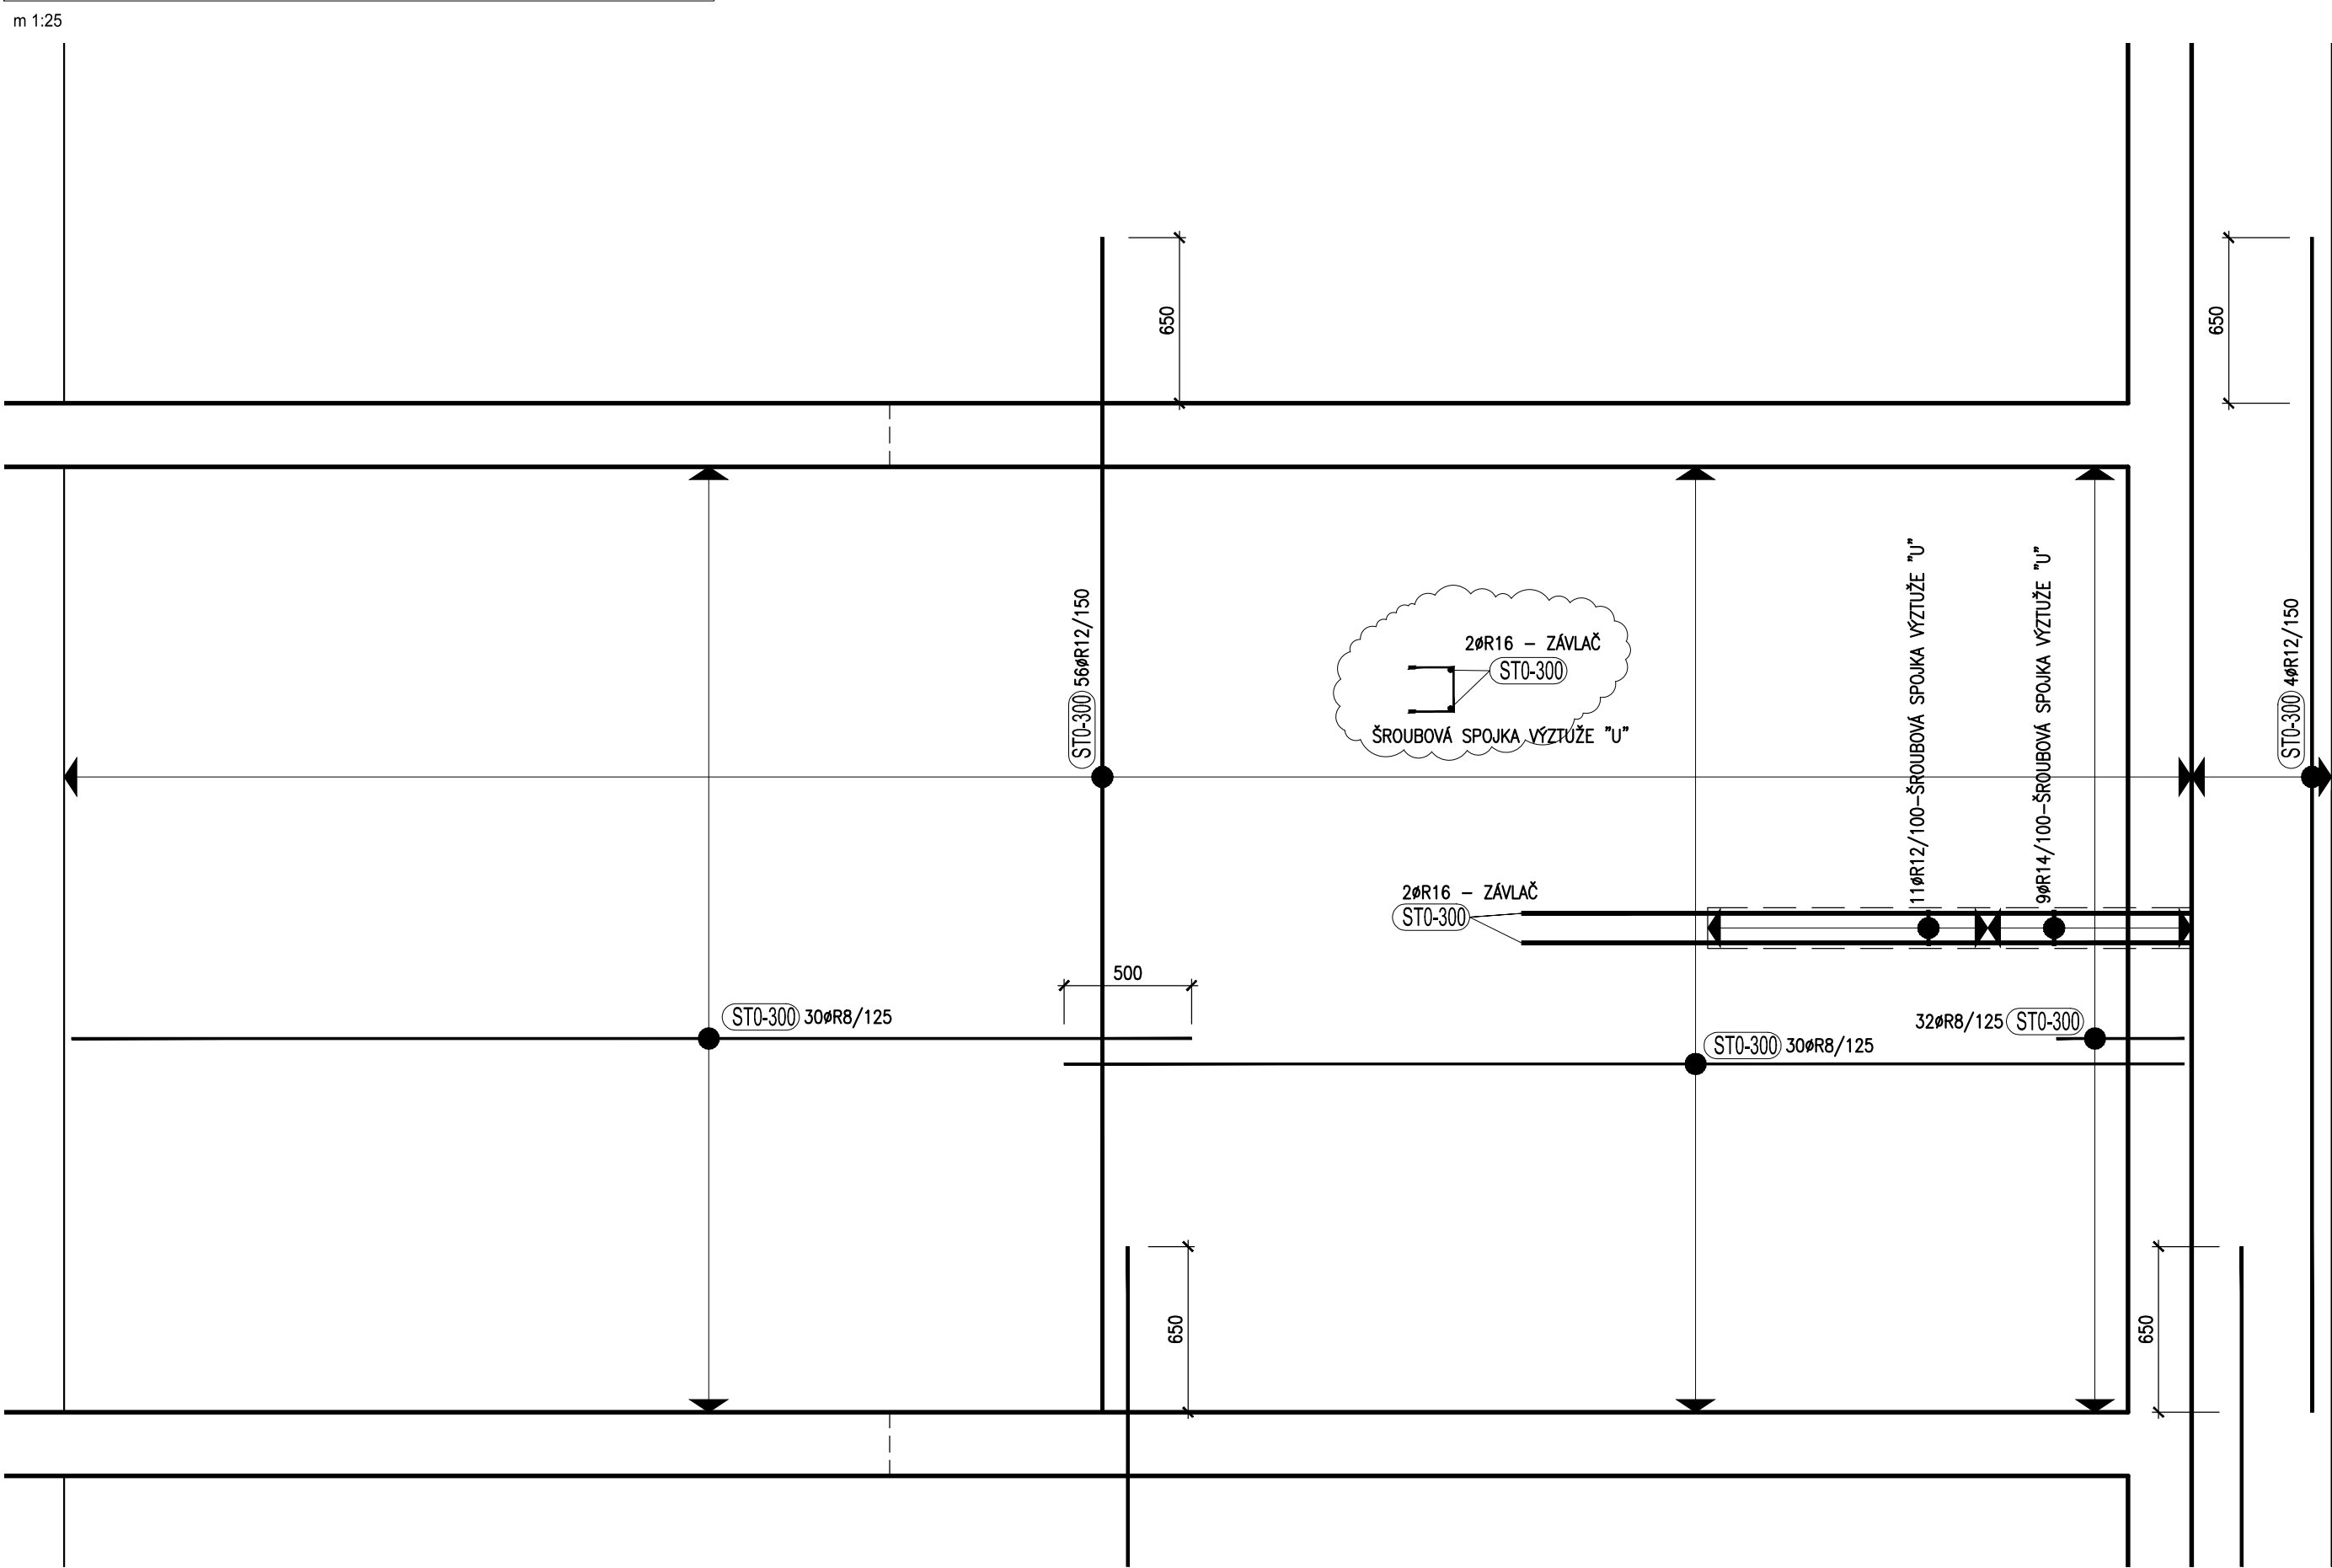 m 1:25
650
650
ST0-300 56øR12/150
2øR16 - ZÁVLAČ
ST0-300
ŠROUBOVÁ SPOJKA VÝZTUŽE "U"
11øR12/100-ŠROUBOVÁ SPOJKA VÝZTUŽE "U"
9øR14/100-ŠROUBOVÁ SPOJKA VÝZTUŽE "U"
ST0-300 4øR12/150
2øR16 - ZÁVLAČ
ST0-300
500
ST0-300 30øR8/125
32øR8/125 ST0-300
ST0-300 30øR8/125
650
650